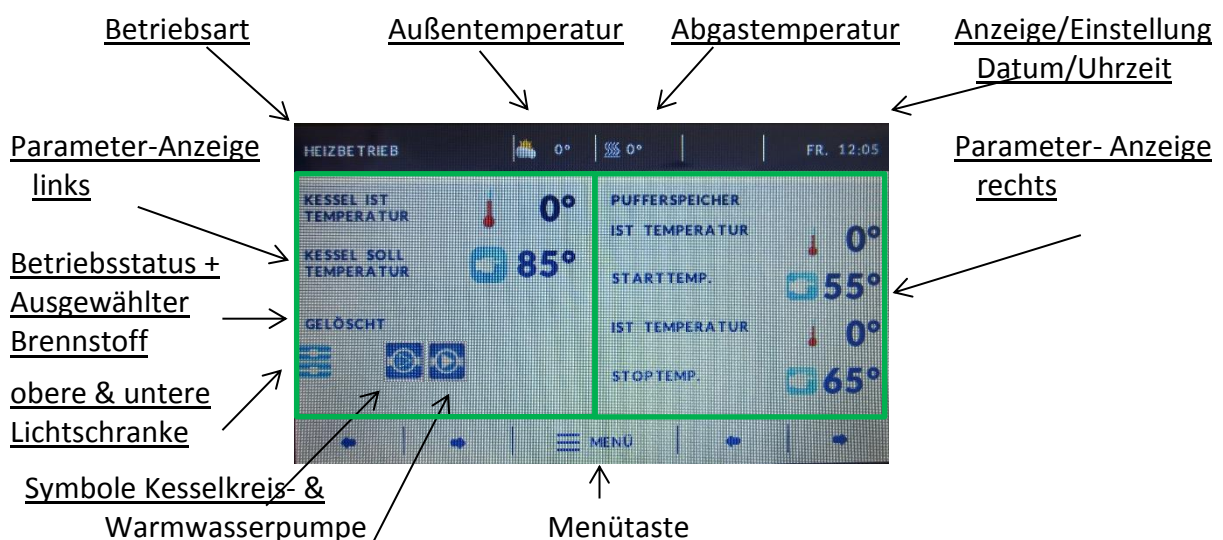 Betriebsart
Außentemperatur
Abgastemperatur
Anzeige/Einstellung
Datum/Uhrzeit
Parameter-Anzeige
links
Parameter- Anzeige
rechts
HEIZBETRIEB
0°
0°
FR. 12:05
KESSEL IST
TEMPERATUR
0°
KESSEL SOLL
TEMPERATUR
85°
GELÖSCHT
PUFFERSPEICHER
IST TEMPERATUR
0°
STARTTEMP.
55°
IST TEMPERATUR
0°
STOPTEMP.
65°
MENÜ
Betriebsstatus +
Ausgewählter
Brennstoff
obere & untere
Lichtschranke
Symbole Kesselkreis- &
Warmwasserpumpe
Menütaste